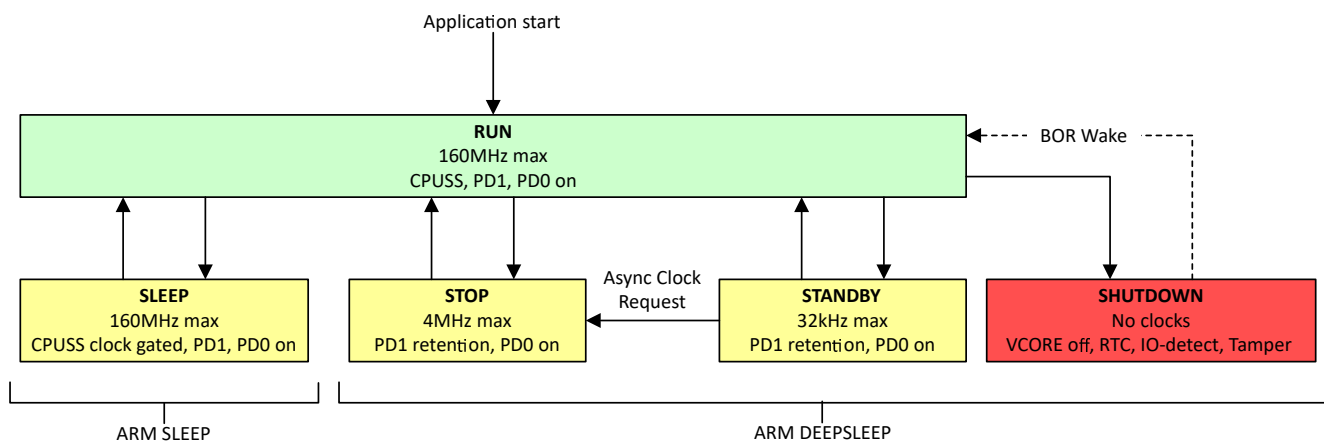 Application start
RUN
160MHz max
CPUSS, PD1, PD0 on
BOR Wake
SLEEP
160MHz max
CPUSS clock gated, PD1, PD0 on
STOP
4MHz max
PD1 retention, PD0 on
Async Clock
Request
STANDBY
32kHz max
PD1 retention, PD0 on
SHUTDOWN
No clocks
VCORE off, RTC, IO-detect, Tamper
ARM SLEEP
ARM DEEPSLEEP